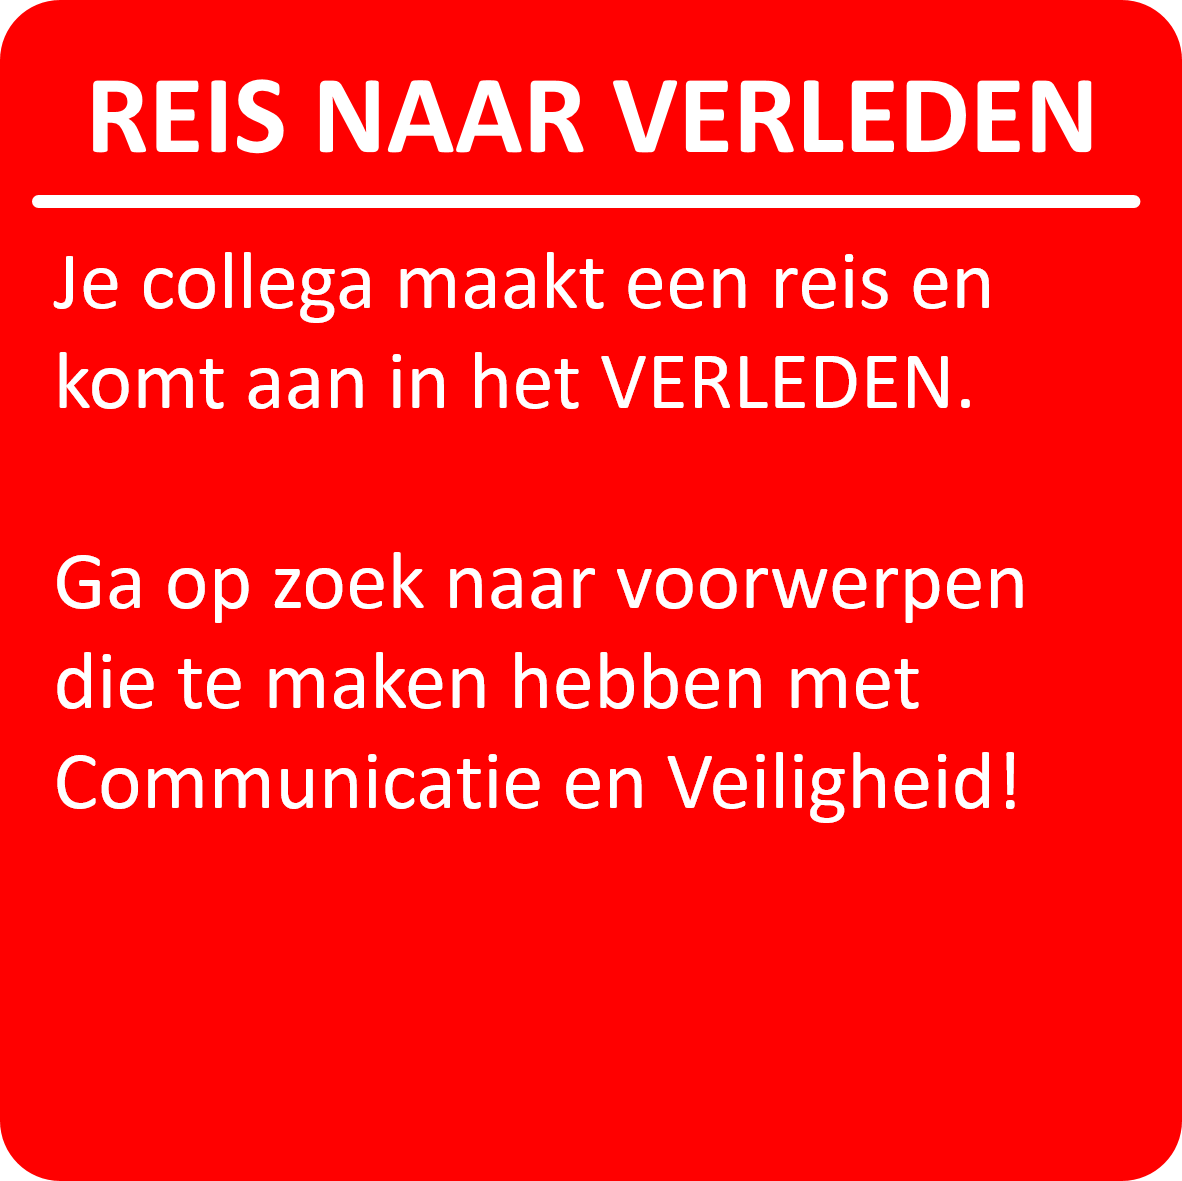 REIS NAAR VERLEDEN
Je collega maakt een reis en
komt aan in het VERLEDEN.
Ga op zoek naar voorwerpen
die te maken hebben met
Communicatie en Veiligheid!